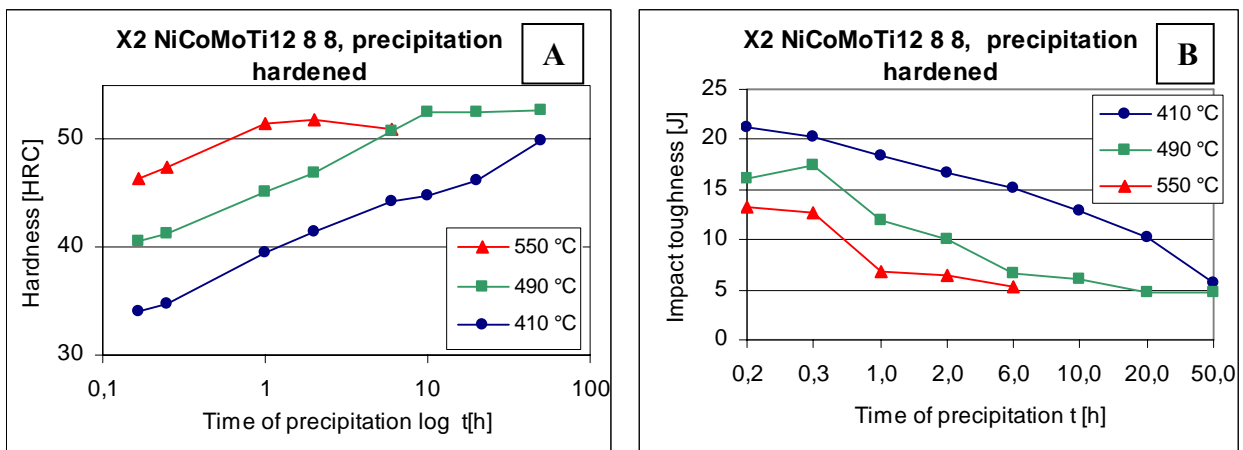 X2 NiCoMoTi12 8 8, precipitation
hardened
A
Hardness [HRC]
50
40
30
0,1
1
10
100
550 °C
490 °C
410 °C
Time of precipitation log t[h]
X2 NiCoMoTi12 8 8, precipitation
hardened
B
Impact toughness [J]
25
20
15
10
5
0
410 °C
490 °C
550 °C
0,2
0,3
1,0
2,0
6,0
10,0
20,0
50,0
Time of precipitation t [h]